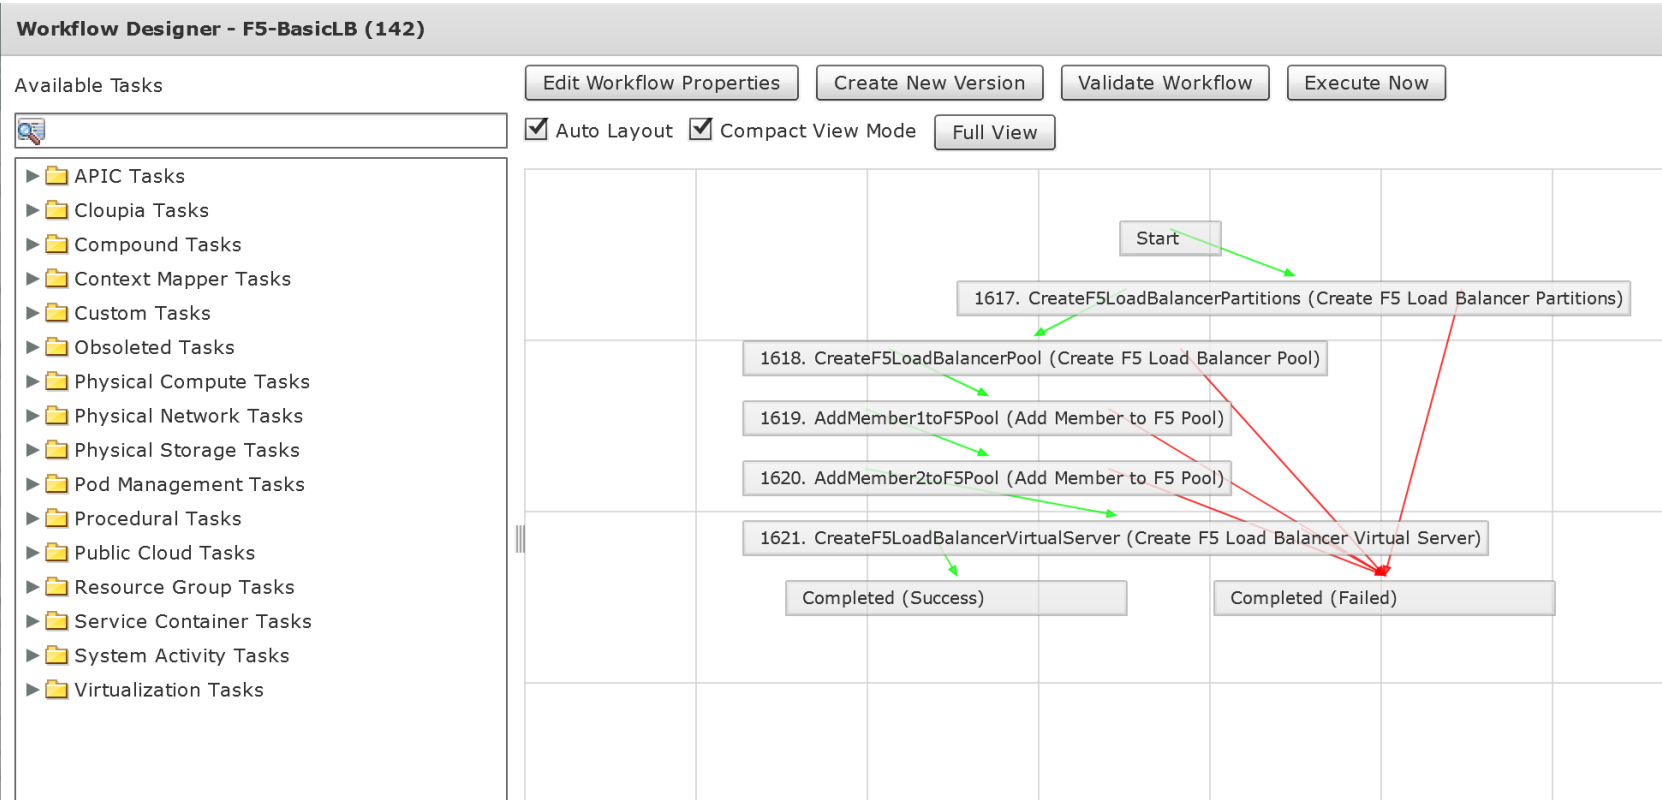 Workflow Designer - F5-BasicLB (142)
Available Tasks
Edit Workflow Properties
Create New Version
Validate Workflow
Execute Now
Auto Layout
Compact View Mode
Full View
APIC Tasks
Cloupia Tasks
Compound Tasks
Context Mapper Tasks
Custom Tasks
Obsoleted Tasks
Physical Compute Tasks
Physical Network Tasks
Physical Storage Tasks
Pod Management Tasks
Procedural Tasks
Public Cloud Tasks
Resource Group Tasks
Service Container Tasks
System Activity Tasks
Virtualization Tasks
Start
1617. CreateF5LoadBalancerPartitions (Create F5 Load Balancer Partitions)
1618. CreateF5LoadBalancerPool (Create F5 Load Balancer Pool)
1619. AddMember1toF5Pool (Add Member to F5 Pool)
1620. AddMember2toF5Pool (Add Member to F5 Pool)
1621. CreateF5LoadBalancerVirtualServer (Create F5 Load Balancer Virtual Server)
Completed (Success)
Completed (Failed)